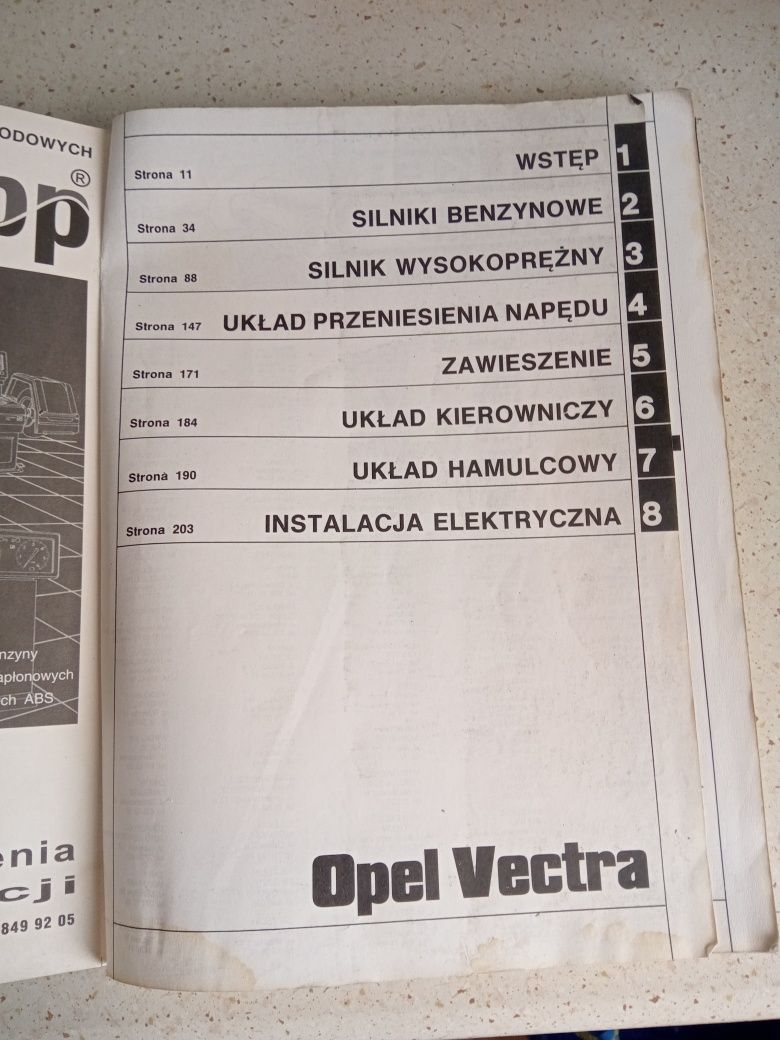 ODOWYCH
op®
nzyny
apłonowych
ch ABS
enia
cji
849 92 05
Strona 11 WSTĘP 1
Strona 34 SILNIKI BENZYNOWE 2
Strona 88 SILNIK WYSOKOPRĘŻNY 3
Strona 147 UKŁAD PRZENIESIENIA NAPĘDU 4
Strona 171 ZAWIESZENIE 5
Strona 184 UKŁAD KIEROWNICZY 6
Strona 190 UKŁAD HAMULCOWY 7
Strona 203 INSTALACJA ELEKTRYCZNA 8
Opel Vectra